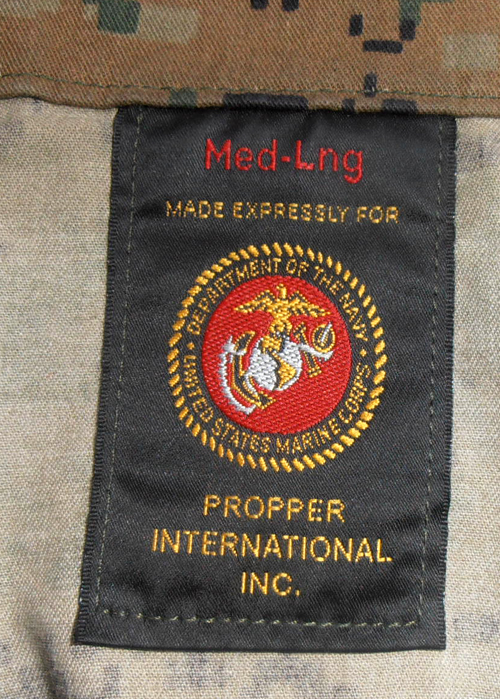 Med-Lng
MADE EXPRESSLY FOR
DEPARTMENT OF THE NAVY
UNITED STATES MARINE CORPS
PROPPER
INTERNATIONAL
INC.